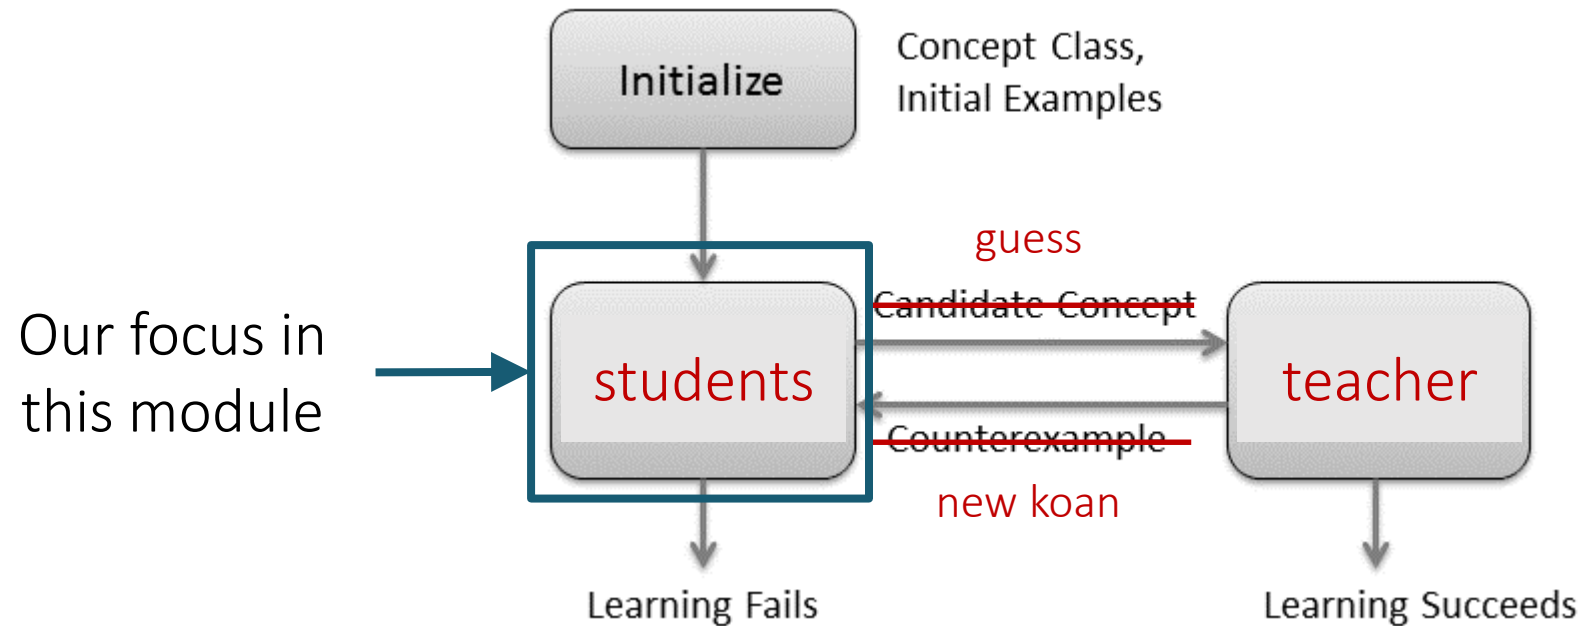 Initialize
Concept Class,
Initial Examples
guess
Candidate Concept
Our focus in
this module
students
teacher
Counterexample
new koan
Learning Fails
Learning Succeeds